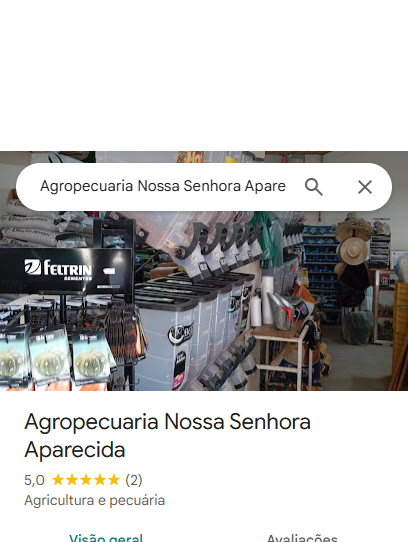 Agropecuaria Nossa Senhora Apare
FELTRIN
SEMENTES
Agropecuaria Nossa Senhora
Aparecida
5,0 ★★★★★ (2)
Agricultura e pecuária
Visão geral Avaliações